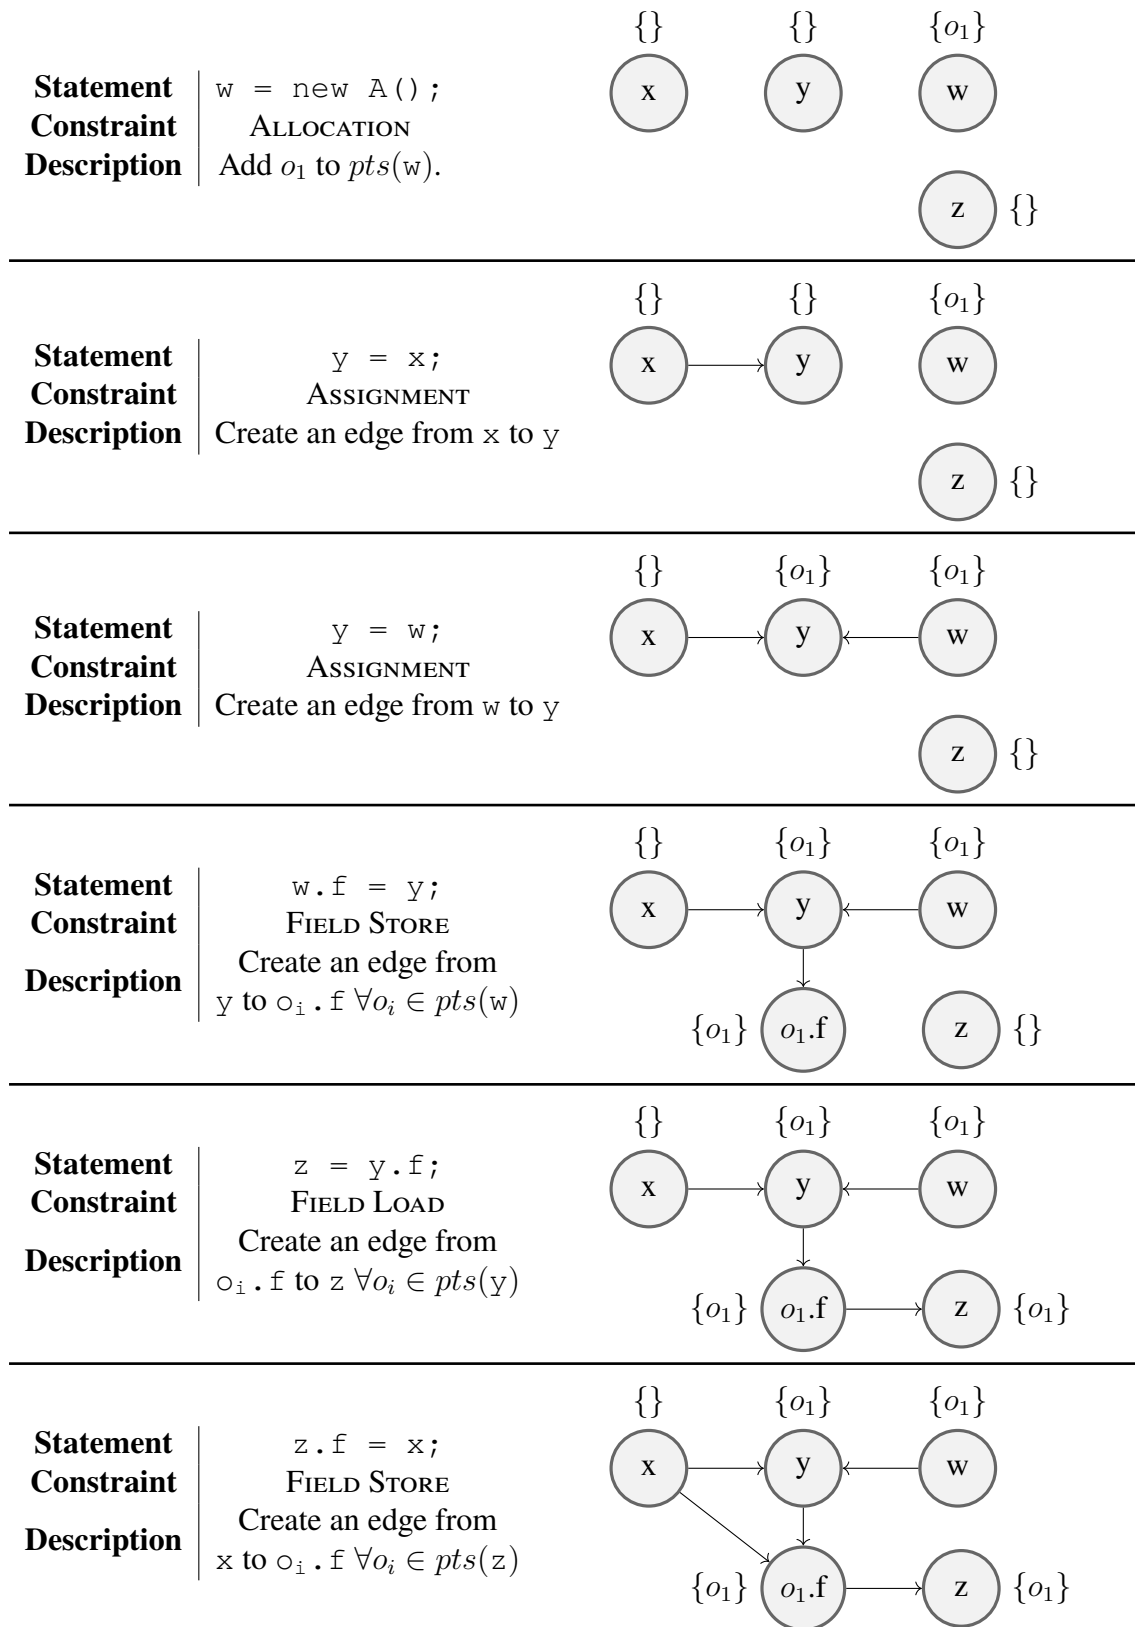 {} {} {o₁}
x y w
Statement w = new A();
Constraint ALLOCATION
Description Add o₁ to pts(w).
z {}
{} {} {o₁}
x y w
Statement y = x;
Constraint ASSIGNMENT
Description Create an edge from x to y
z {}
{} {o₁} {o₁}
x y w
Statement y = w;
Constraint ASSIGNMENT
Description Create an edge from w to y
z {}
{} {o₁} {o₁}
x y w
Statement w.f = y;
Constraint FIELD STORE
Description Create an edge from
y to oᵢ.f ∀oᵢ ∈ pts(w)
{o₁} o₁.f z {}
{} {o₁} {o₁}
x y w
Statement z = y.f;
Constraint FIELD LOAD
Description Create an edge from
oᵢ.f to z ∀oᵢ ∈ pts(y)
{o₁} o₁.f z {o₁}
{} {o₁} {o₁}
x y w
Statement z.f = x;
Constraint FIELD STORE
Description Create an edge from
x to oᵢ.f ∀oᵢ ∈ pts(z)
{o₁} o₁.f z {o₁}